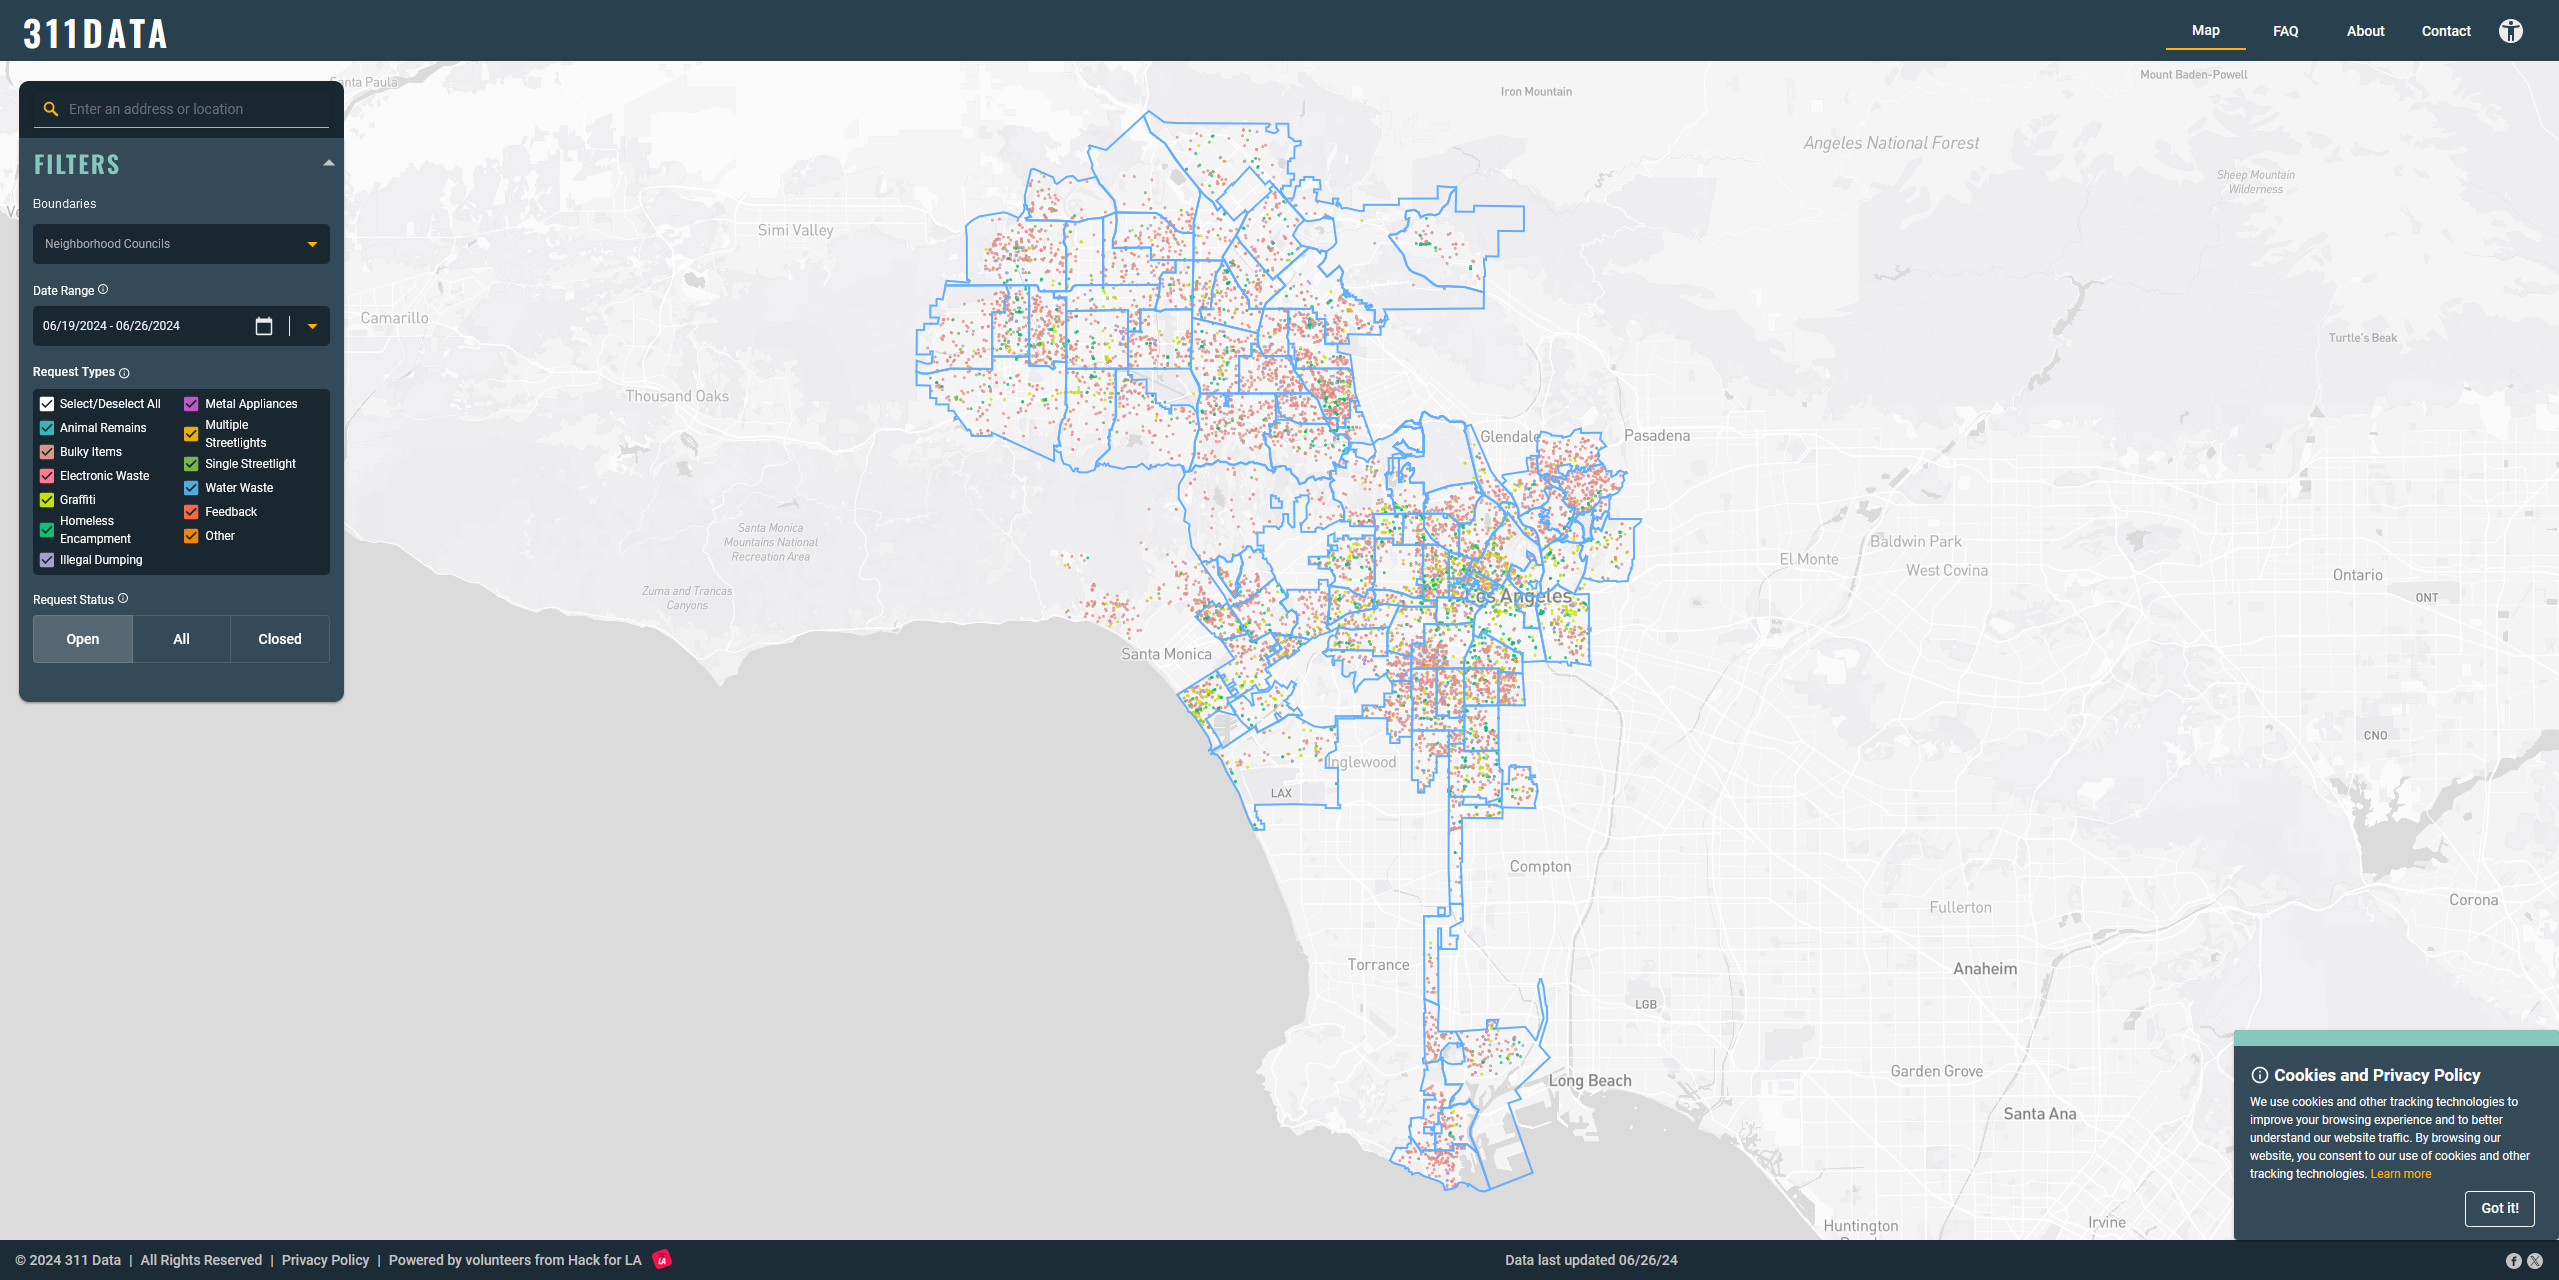 311DATA
Map
FAQ
About
Contact
Enter an address or location
FILTERS
Boundaries
Neighborhood Councils
Date Range
06/19/2024 - 06/26/2024
Request Types
Select/Deselect All
Animal Remains
Bulky Items
Electronic Waste
Graffiti
Homeless
Encampment
Illegal Dumping
Metal Appliances
Multiple
Streetlights
Single Streetlight
Water Waste
Feedback
Other
Request Status
Open
All
Closed
Santa Paula
Iron Mountain
Mount Baden-Powell
Angeles National Forest
Sheep Mountain
Wilderness
Simi Valley
Camarillo
Turtle's Beak
Thousand Oaks
Glendale
Pasadena
Santa Monica
Mountains National
Recreation Area
Baldwin Park
El Monte
West Covina
Ontario
Zuma and Trancas
Canyons
Los Angeles
ONT
Santa Monica
CNO
Inglewood
LAX
Compton
Corona
Fullerton
Torrance
Anaheim
LGB
Garden Grove
Long Beach
Santa Ana
Irvine
Huntington
Cookies and Privacy Policy
We use cookies and other tracking technologies to
improve your browsing experience and to better
understand our website traffic. By browsing our
website, you consent to our use of cookies and other
tracking technologies. Learn more
Got it!
© 2024 311 Data | All Rights Reserved | Privacy Policy | Powered by volunteers from Hack for LA
LA
Data last updated 06/26/24